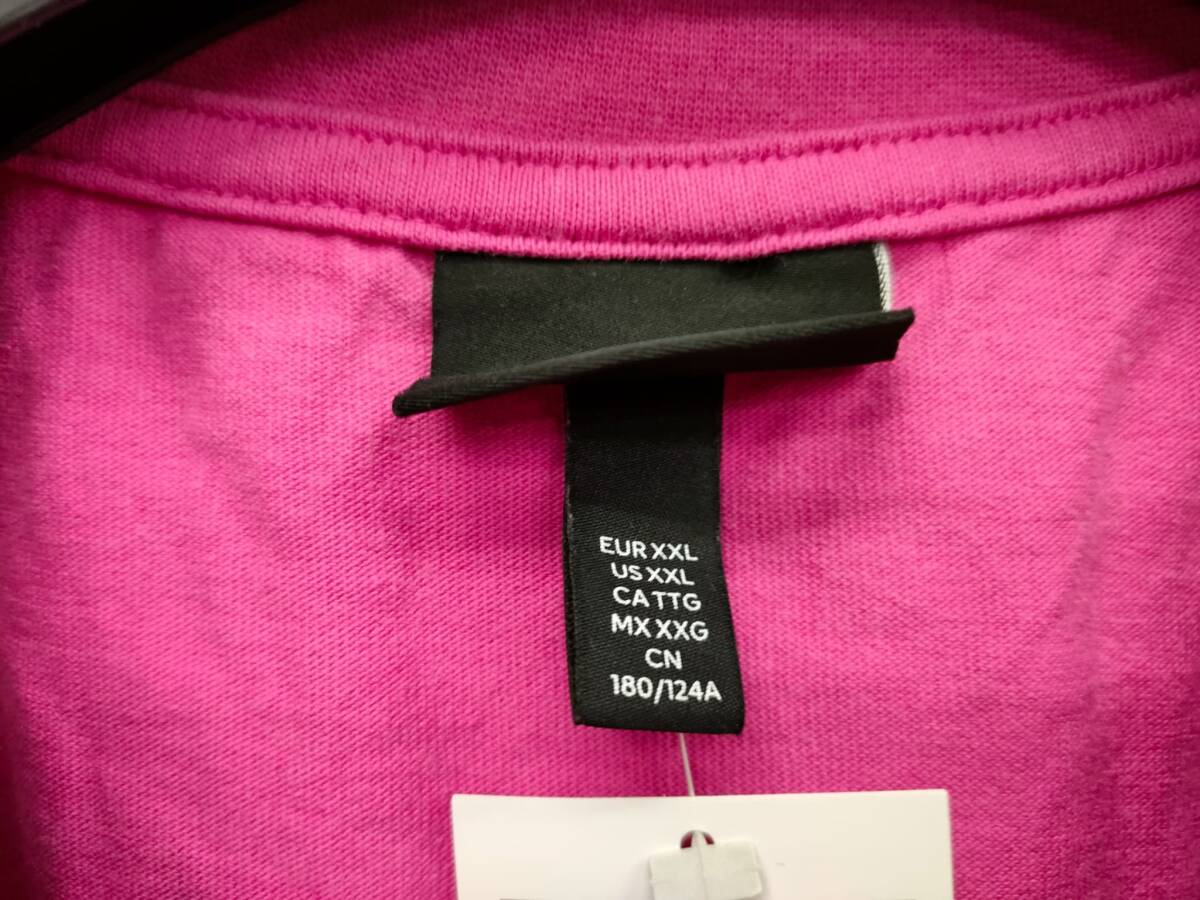 EUR XXL
US XXL
CA TTG
MX XXG
CN
180/124A